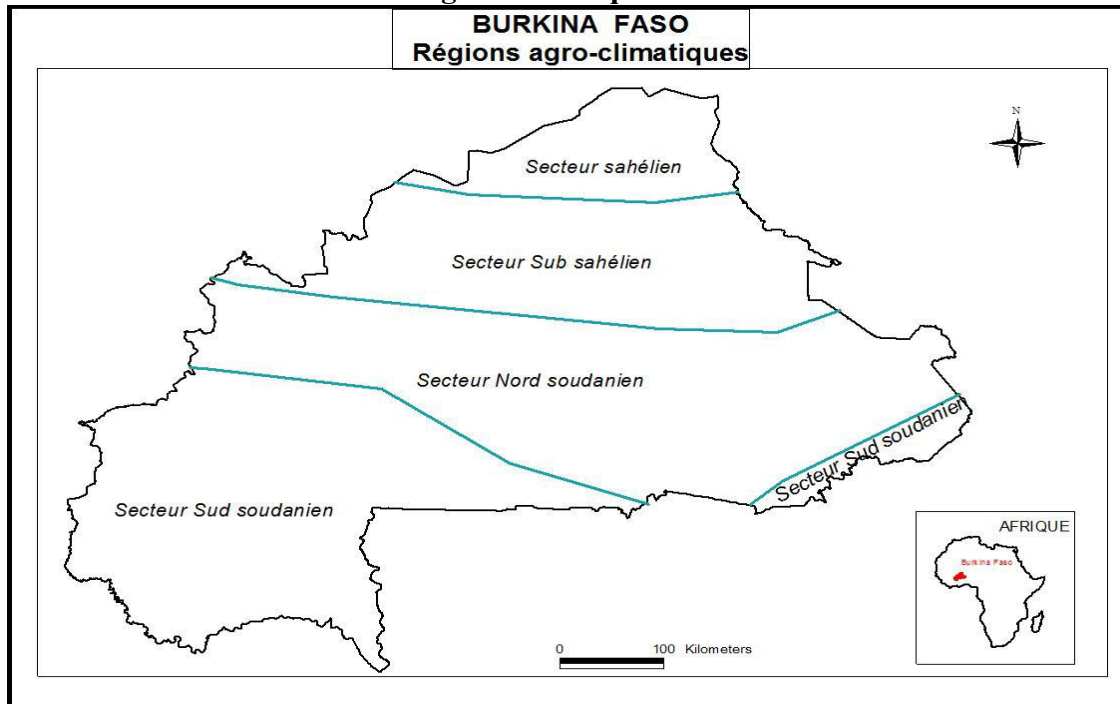 BURKINA FASO
Régions agro-climatiques
N
Secteur sahélien
Secteur Sub sahélien
Secteur Nord soudanien
Secteur Sud soudanien
Secteur Sud soudanien
AFRIQUE
Burkina Faso
0 100 Kilometers